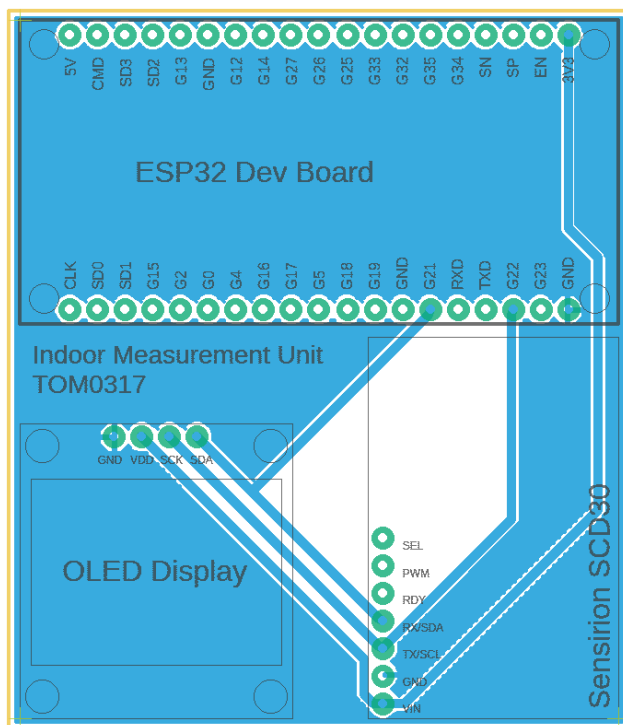 5V CMD SD3 SD2 G13 GND G12 G14 G27 G26 G25 G33 G32 G35 G34 SN SP EN 3V3
ESP32 Dev Board
CLK SD0 SD1 G15 G2 G0 G4 G16 G17 G5 G18 G19 GND G21 RXD TXD G22 G23 GND
Indoor Measurement Unit
TOM0317
GND VDD SCK SDA
OLED Display
SEL
PWM
RDY
RX/SDA
TX/SCL
GND
VIN
Sensirion SCD30